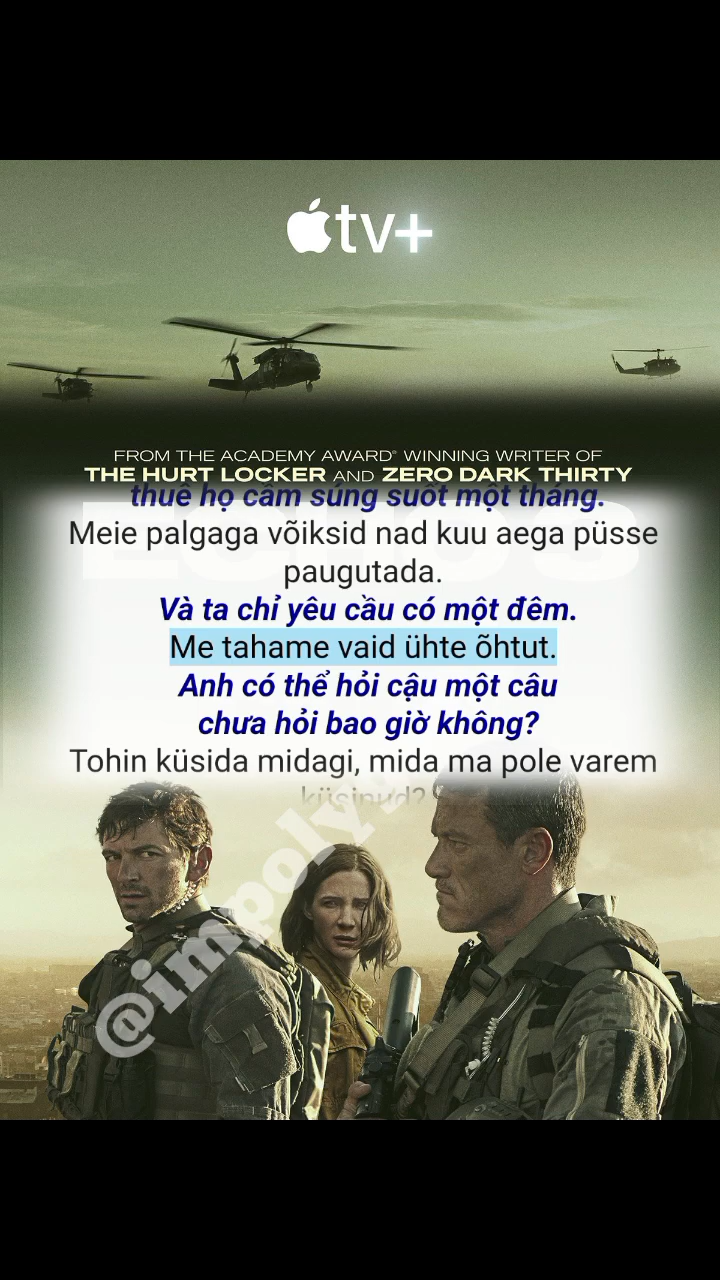 tv+
FROM THE ACADEMY AWARD® WINNING WRITER OF
THE HURT LOCKER AND ZERO DARK THIRTY
thuê họ cầm súng suốt một tháng.
ECHO 3
Meie palgaga võiksid nad kuu aega püsse
paugutada.
Và ta chỉ yêu cầu có một đêm.
Me tahame vaid ühte õhtut.
Anh có thể hỏi cậu một câu
chưa hỏi bao giờ không?
Tohin küsida midagi, mida ma pole varem
küsinud?
@impoly